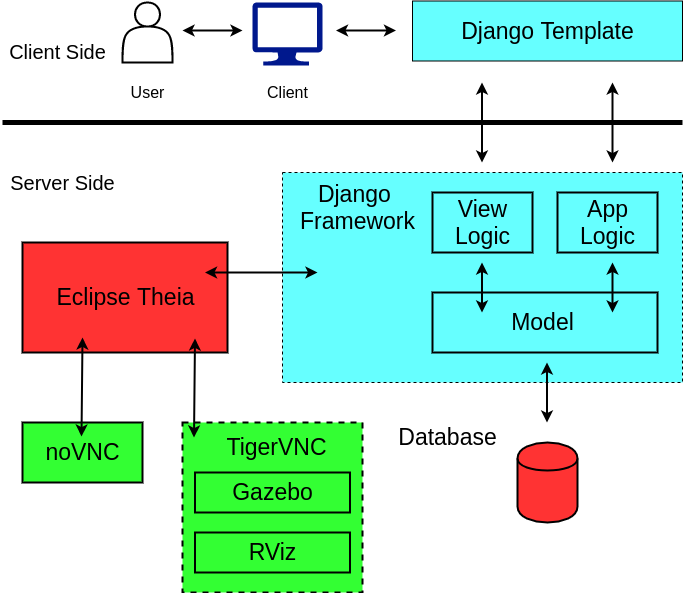 Django Template
Client Side
User
Client
Server Side
Django
Framework
View
Logic
App
Logic
Eclipse Theia
Model
noVNC
TigerVNC
Database
Gazebo
RViz